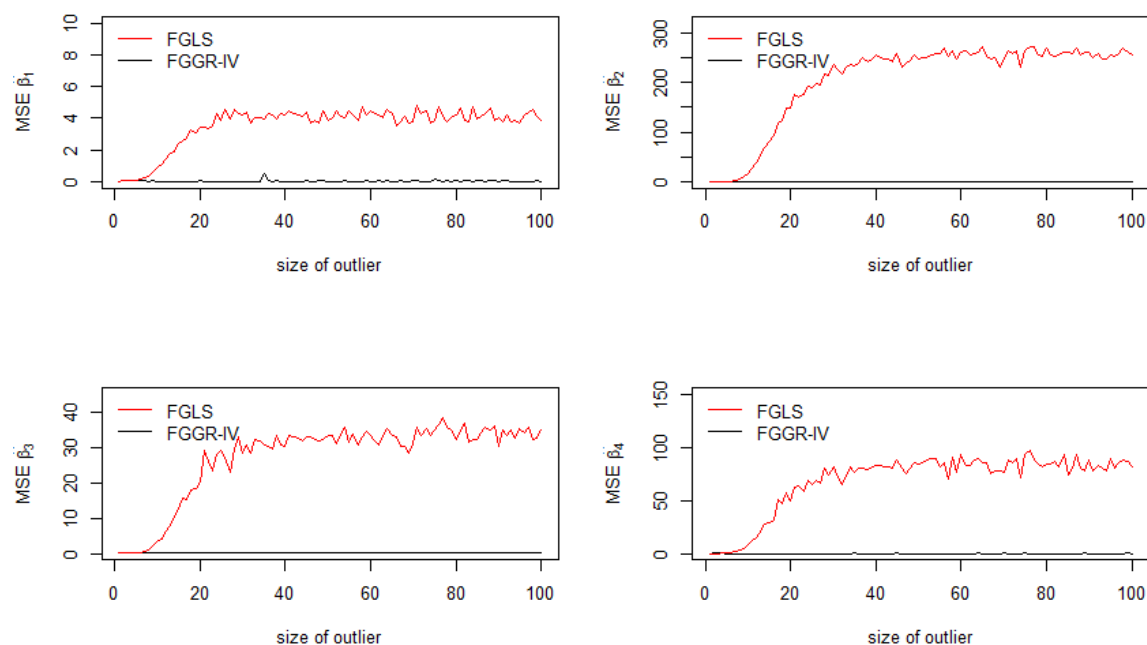 MSE β̂₁
10
8
6
4
2
0
FGLS
FGGR-IV
0 20 40 60 80 100
size of outlier
MSE β̂₂
300
200
100
0
FGLS
FGGR-IV
0 20 40 60 80 100
size of outlier
MSE β̂₃
40
30
20
10
0
FGLS
FGGR-IV
0 20 40 60 80 100
size of outlier
MSE β̂₄
150
100
50
0
FGLS
FGGR-IV
0 20 40 60 80 100
size of outlier